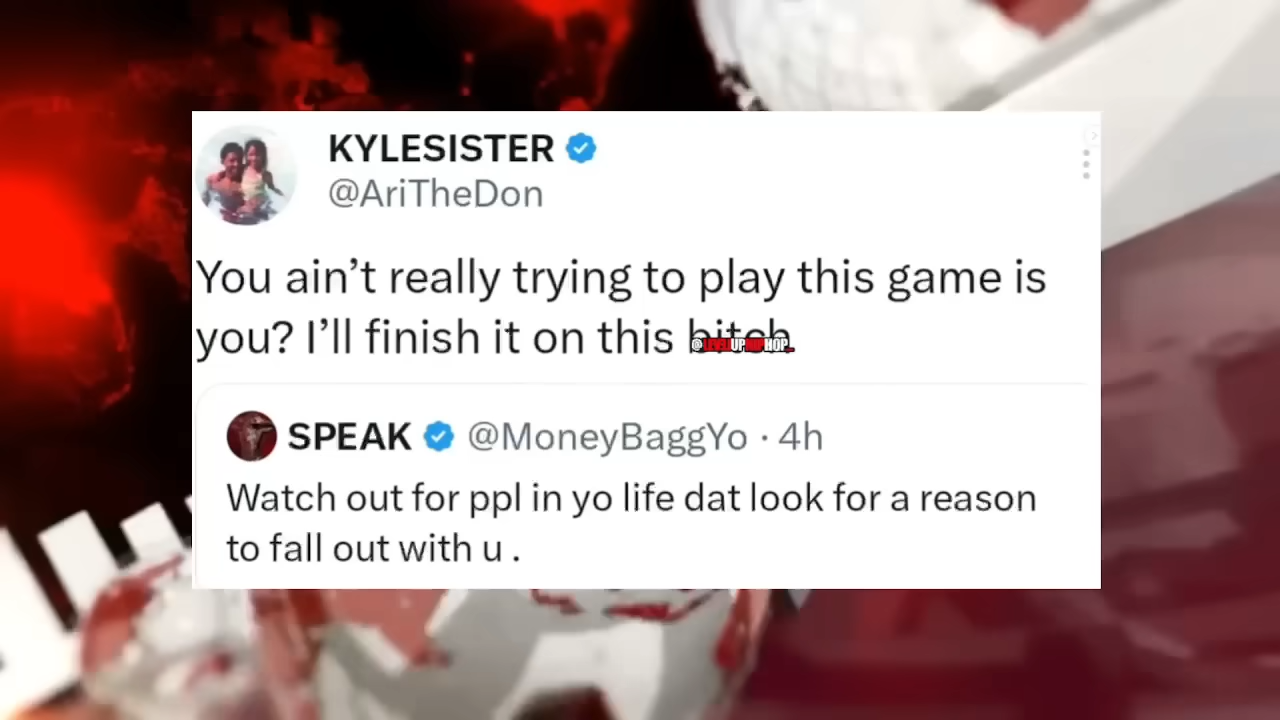 KYLESISTER
@AriTheDon
You ain’t really trying to play this game is
you? I’ll finish it on this bitch
@LEVELUPHIPHOP_
SPEAK @MoneyBaggYo · 4h
Watch out for ppl in yo life dat look for a reason
to fall out with u .